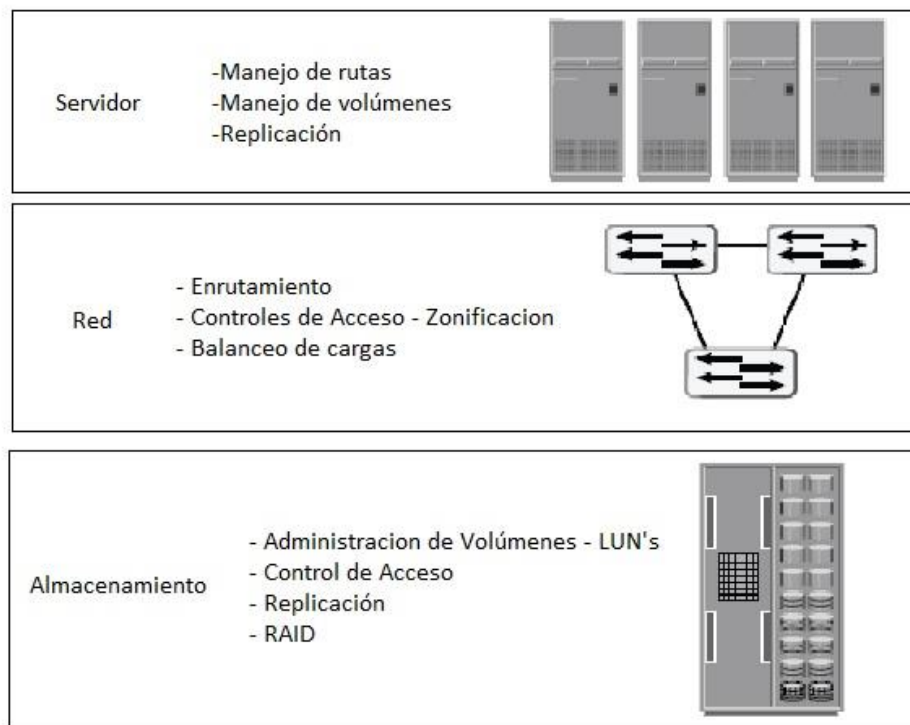 Servidor
-Manejo de rutas
-Manejo de volúmenes
-Replicación
Red
- Enrutamiento
- Controles de Acceso - Zonificacion
- Balanceo de cargas
Almacenamiento
- Administracion de Volúmenes - LUN's
- Control de Acceso
- Replicación
- RAID